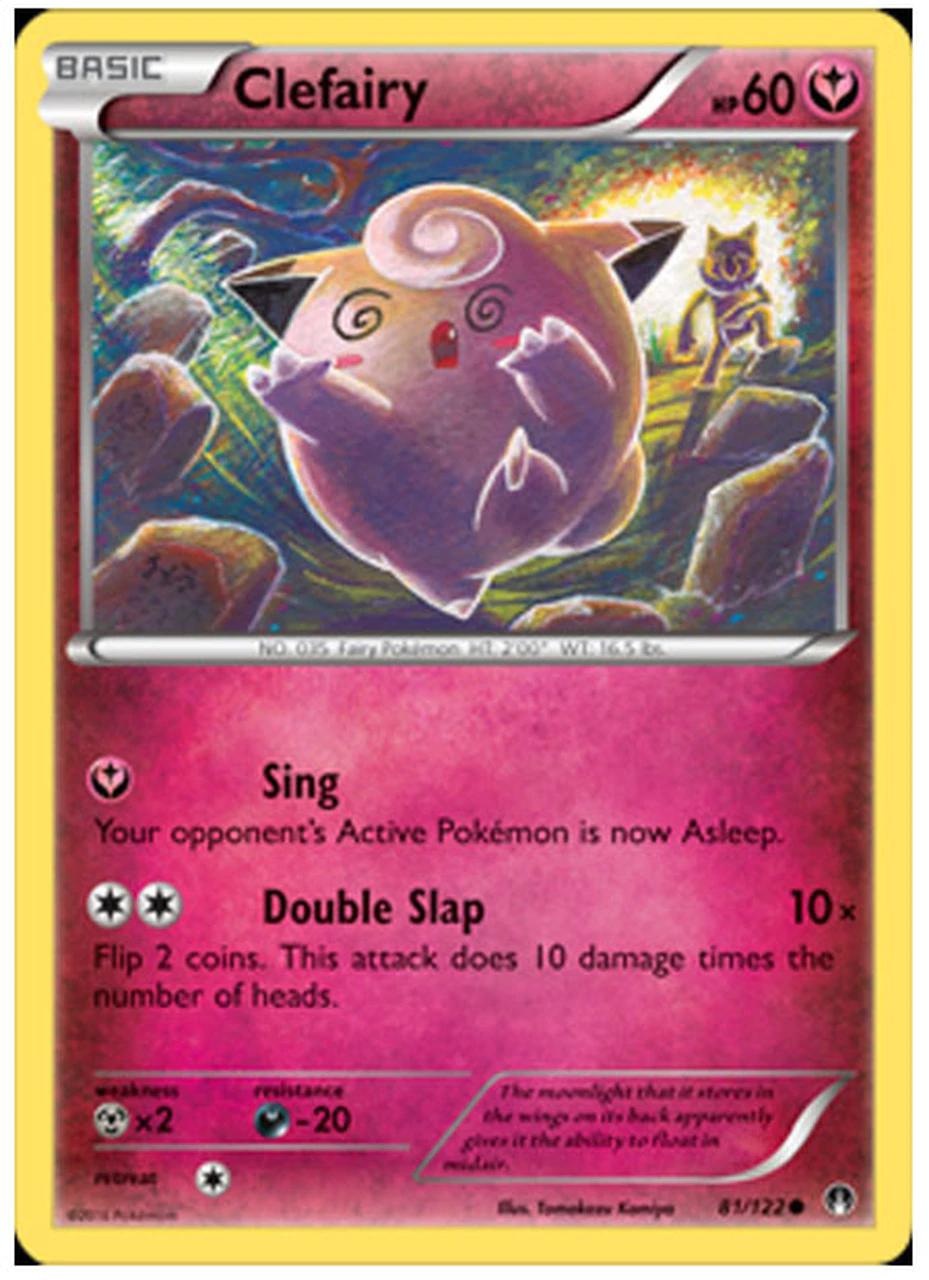 BASIC
Clefairy
HP60
NO. 035 Fairy Pokémon HT: 2'00" WT: 16.5 lbs.
Sing
Your opponent's Active Pokémon is now Asleep.
Double Slap 10×
Flip 2 coins. This attack does 10 damage times the
number of heads.
weakness resistance
×2 -20
The moonlight that it stores in
the wings on its back apparently
gives it the ability to float in
midair.
retreat
©2016 Pokémon
Illus. Tomokazu Komiya 81/122